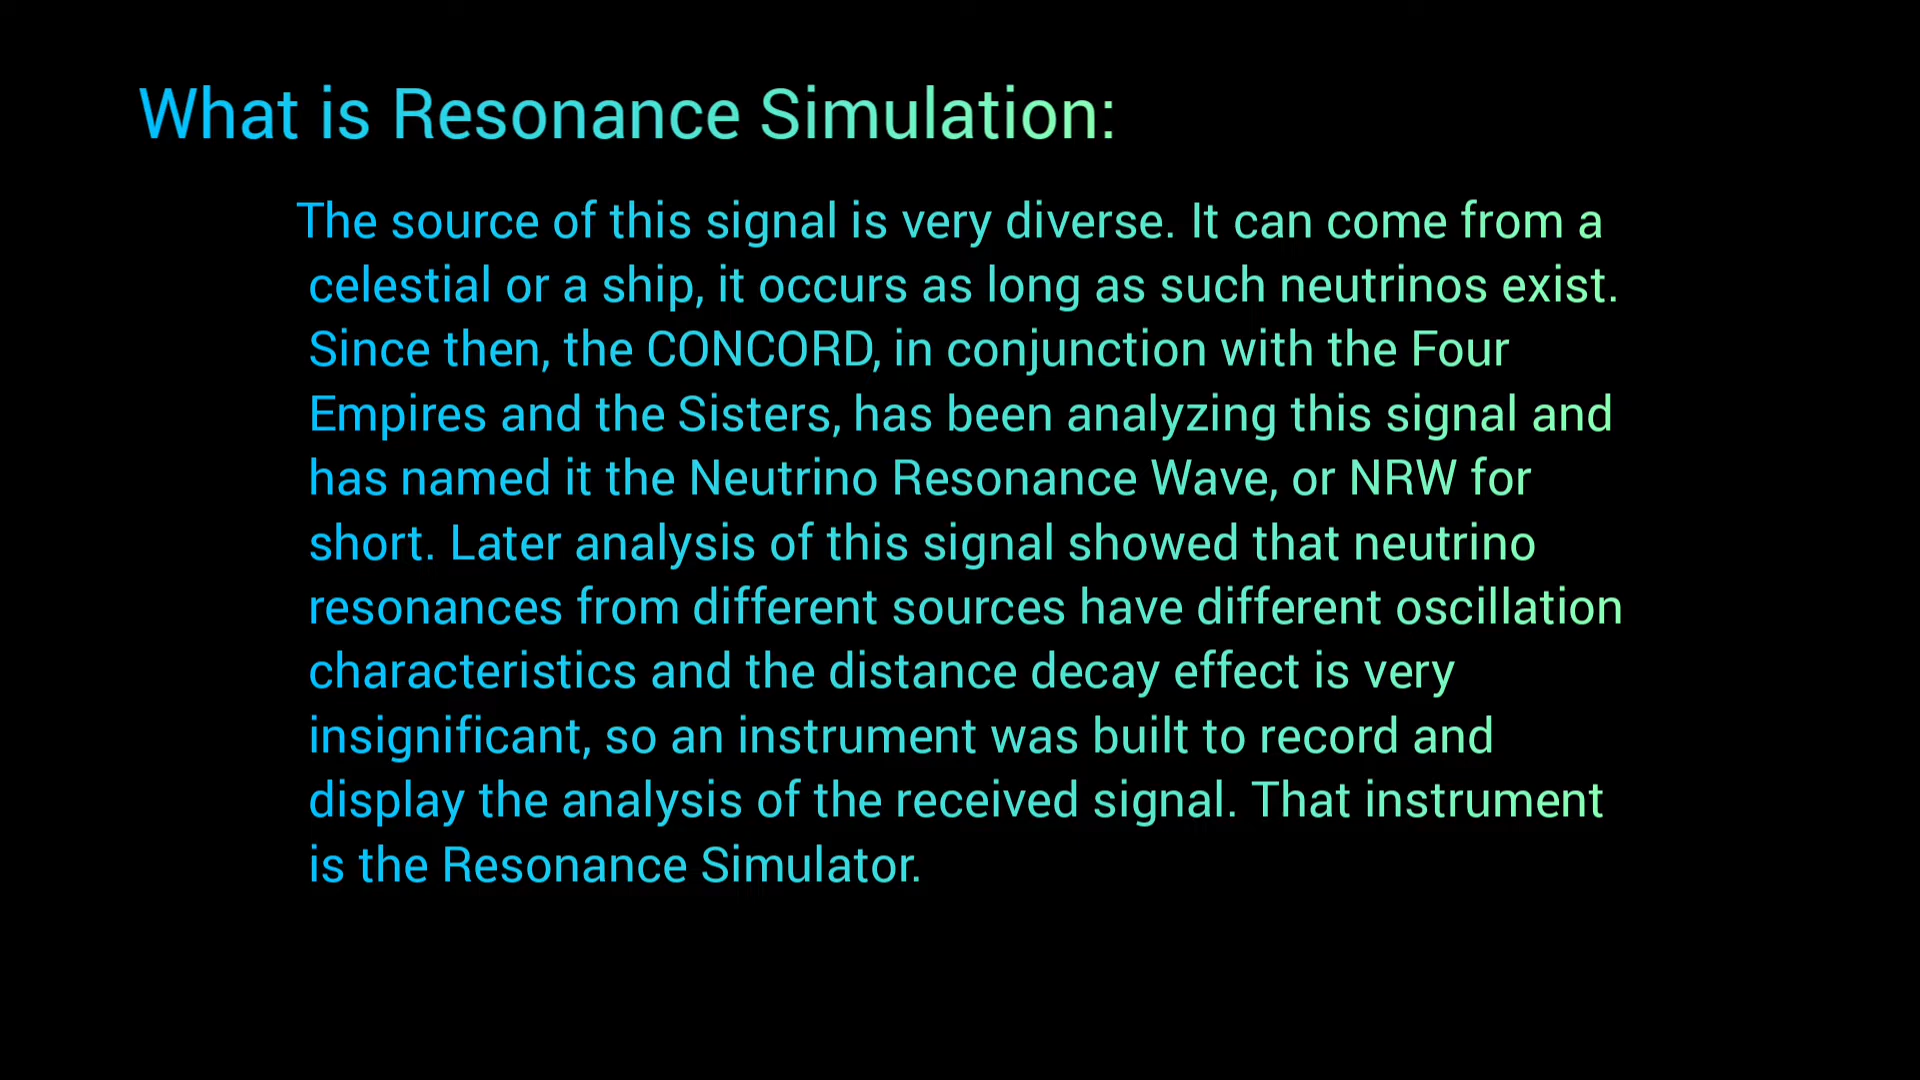 What is Resonance Simulation:
The source of this signal is very diverse. It can come from a
celestial or a ship, it occurs as long as such neutrinos exist.
Since then, the CONCORD, in conjunction with the Four
Empires and the Sisters, has been analyzing this signal and
has named it the Neutrino Resonance Wave, or NRW for
short. Later analysis of this signal showed that neutrino
resonances from different sources have different oscillation
characteristics and the distance decay effect is very
insignificant, so an instrument was built to record and
display the analysis of the received signal. That instrument
is the Resonance Simulator.